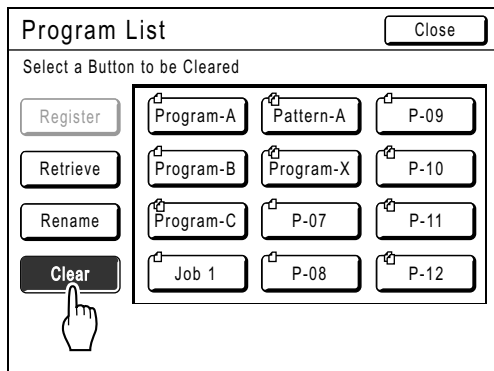 Program List Close
Select a Button to be Cleared
Register Program-A Pattern-A P-09
Retrieve Program-B Program-X P-10
Rename Program-C P-07 P-11
Clear Job 1 P-08 P-12